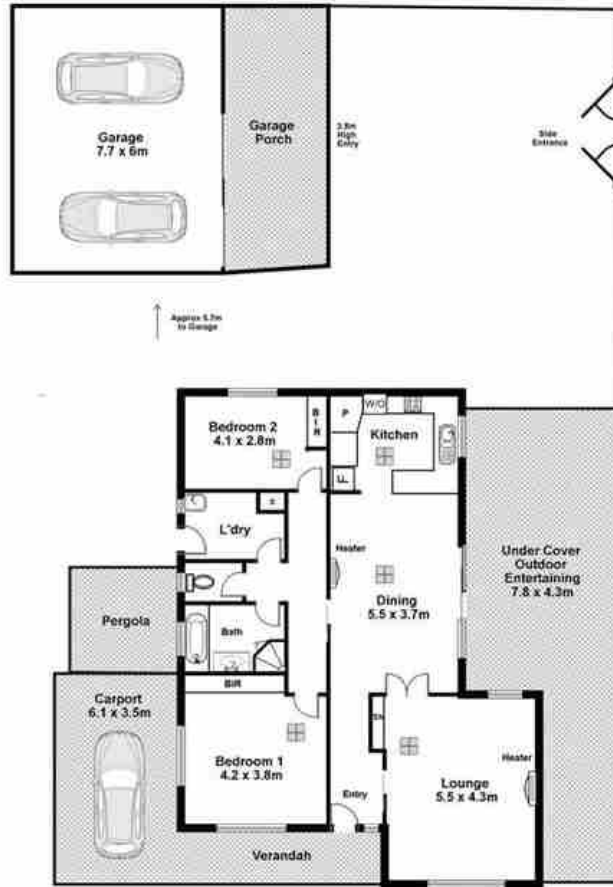 Garage
7.7 x 6m
Garage
Porch
3.5m
High
Entry
Side
Entrance
Approx 5.7m
to Garage
Bedroom 2
4.1 x 2.8m
BIR
P
W/O
Kitchen
F
L'dry
Heater
Under Cover
Outdoor
Entertaining
7.8 x 4.3m
Dining
5.5 x 3.7m
Pergola
Bath
BIR
Carport
6.1 x 3.5m
Sh
Bedroom 1
4.2 x 3.8m
Heater
Lounge
5.5 x 4.3m
Entry
Verandah